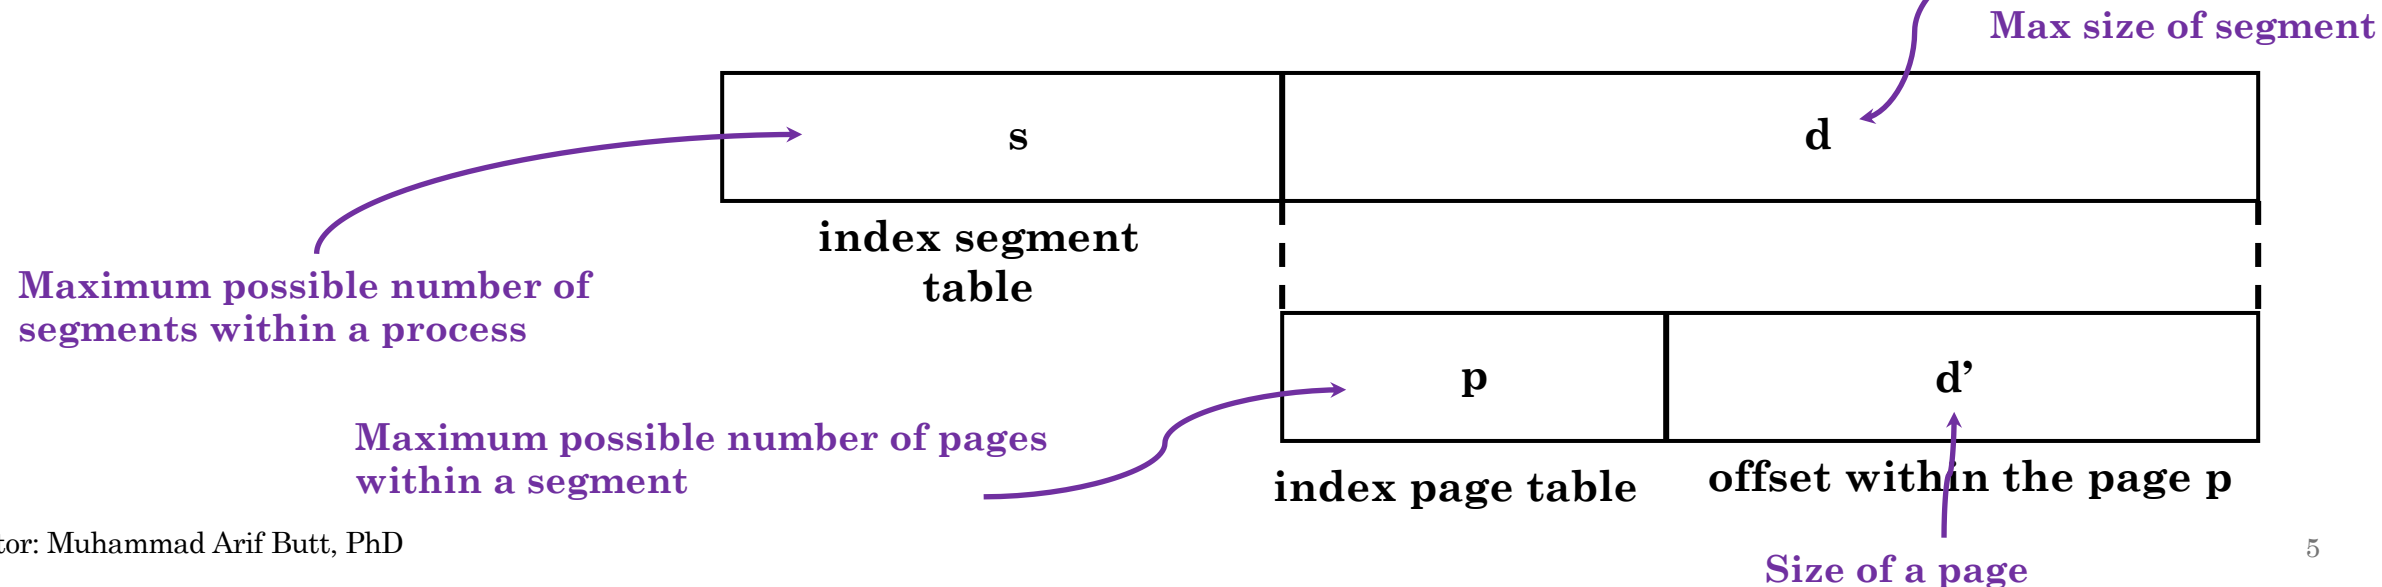 Max size of segment
s
d
index segment
table
Maximum possible number of
segments within a process
p
d’
Maximum possible number of pages
within a segment
index page table
offset within the page p
Muhammad Arif Butt, PhD
5
Size of a page